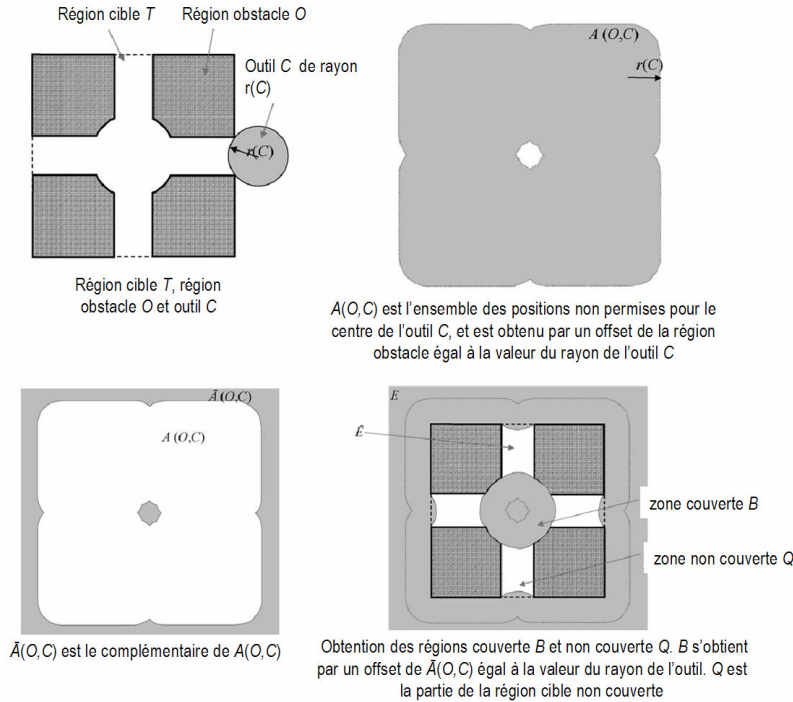 Région cible T
Région obstacle O
Outil C de rayon
r(C)
r(C)
Région cible T, région
obstacle O et outil C
A (O,C)
r(C)
A(O,C) est l’ensemble des positions non permises pour le
centre de l’outil C, et est obtenu par un offset de la région
obstacle égal à la valeur du rayon de l’outil C
Ā (O,C)
A (O,C)
Ā(O,C) est le complémentaire de A(O,C)
E
Ē
zone couverte B
zone non couverte Q
Obtention des régions couverte B et non couverte Q. B s’obtient
par un offset de Ā(O,C) égal à la valeur du rayon de l’outil. Q est
la partie de la région cible non couverte